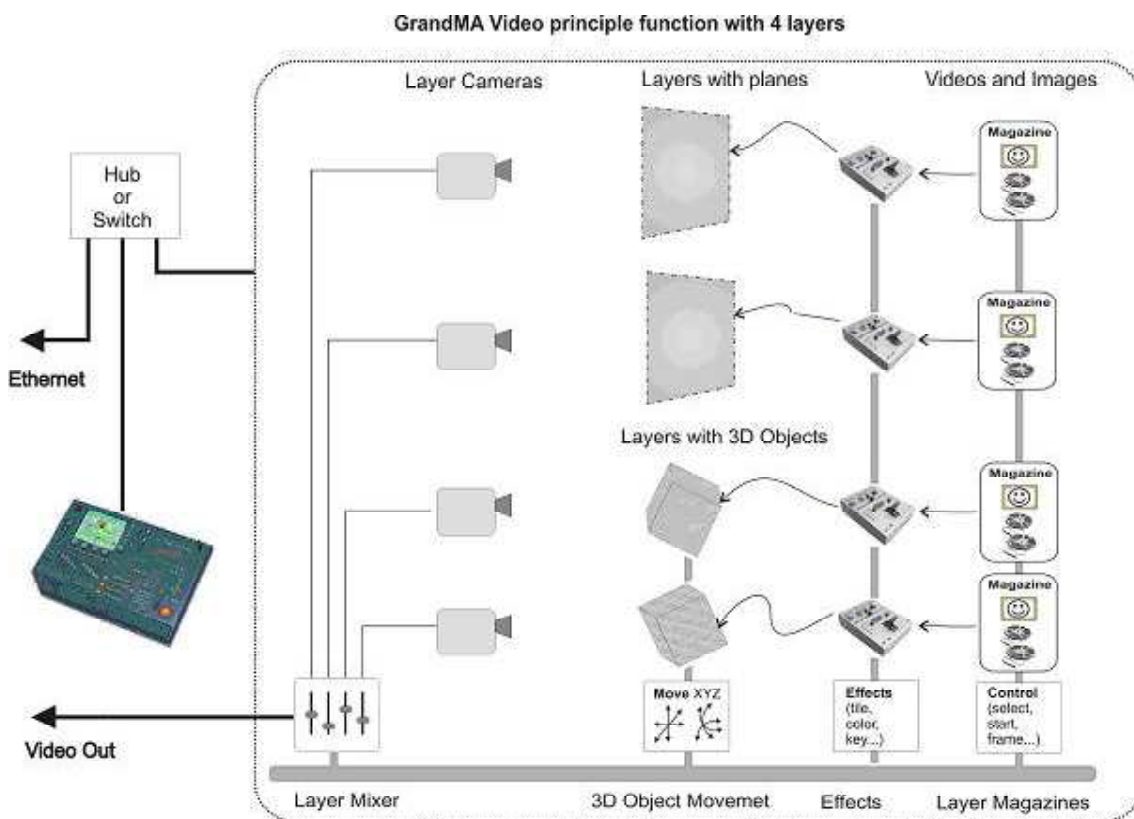 GrandMA Video principle function with 4 layers
Layer Cameras
Layers with planes
Videos and Images
Magazine
Hub
or
Switch
Magazine
Ethernet
Layers with 3D Objects
Magazine
Magazine
Move XYZ
Effects
(tile,
color,
key...)
Control
(select,
start,
frame...)
Video Out
Layer Mixer
3D Object Movemet
Effects
Layer Magazines